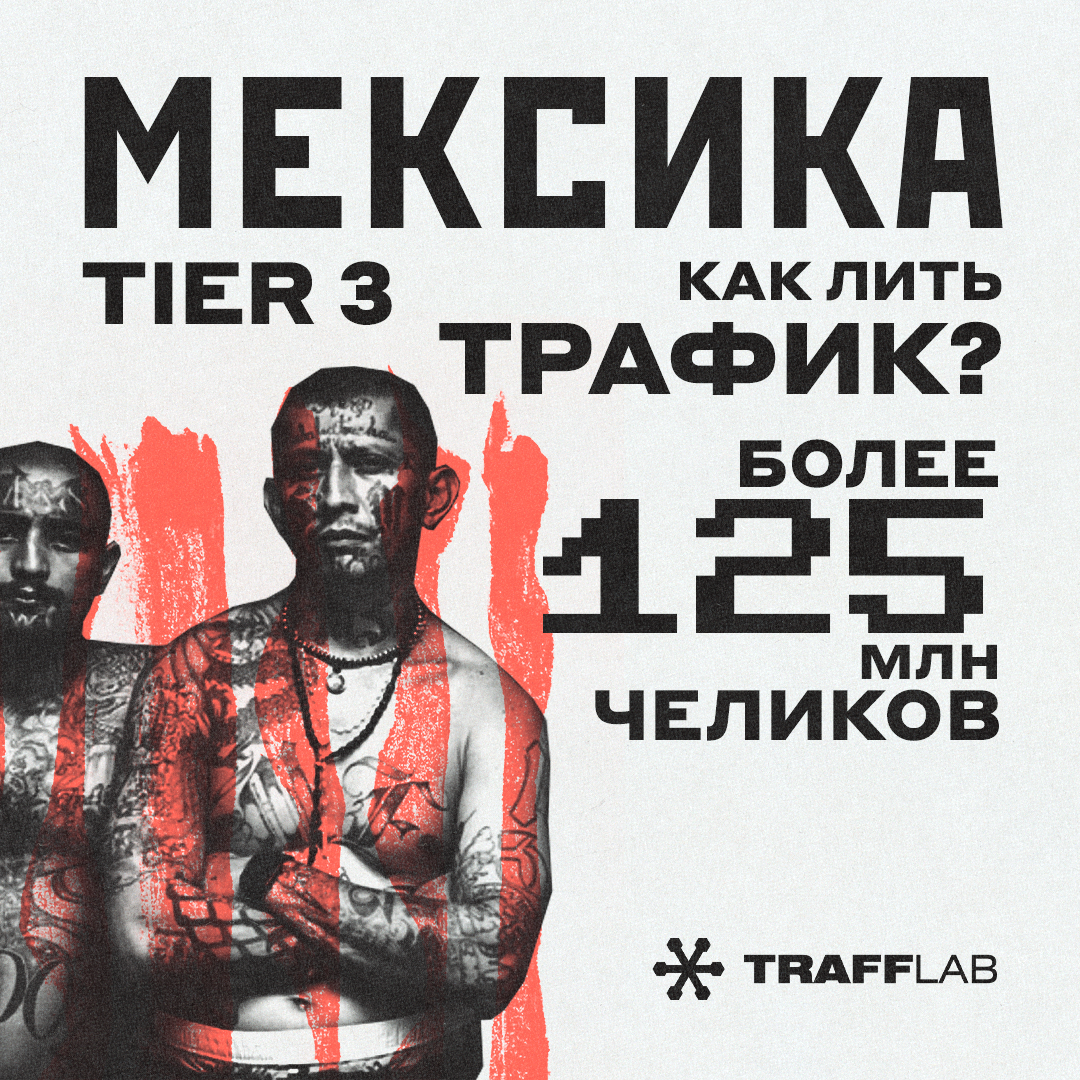 МЕКСИКА
TIER 3
КАК ЛИТЬ
ТРАФИК?
БОЛЕЕ
125
МЛН
ЧЕЛИКОВ
TRAFFLAB